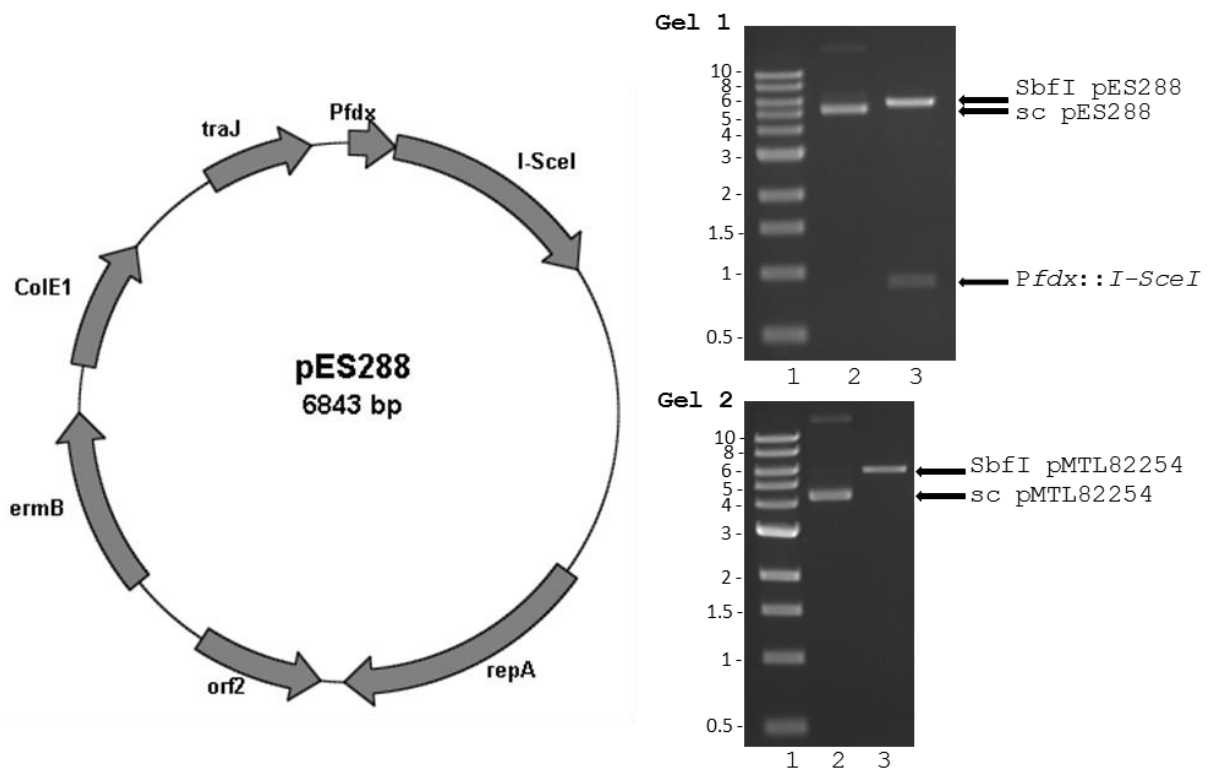 Pfdx
traJ
I-SceI
ColE1
pES288
6843 bp
ermB
orf2
repA
Gel 1
10 -
8 -
6 -
5 -
4 -
3 -
2 -
1.5 -
1 -
0.5 -
SbfI pES288
sc pES288
Pfdx::I-SceI
1 2 3
Gel 2
10 -
8 -
6 -
5 -
4 -
3 -
2 -
1.5 -
1 -
0.5 -
SbfI pMTL82254
sc pMTL82254
1 2 3